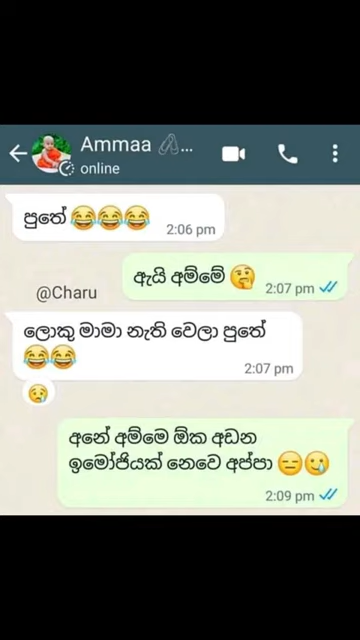 Ammaa 🖇️...
online
පුතේ 😂😂😂
2:06 pm
ඇයි අම්මේ 🤔
2:07 pm
@Charu
ලොකු මාමා නැති වෙලා පුතේ
😂😂
2:07 pm
😢
අනේ අම්මෙ ඕක අඩන
ඉමෝජියක් නෙවෙ අප්පා 😑🥲
2:09 pm